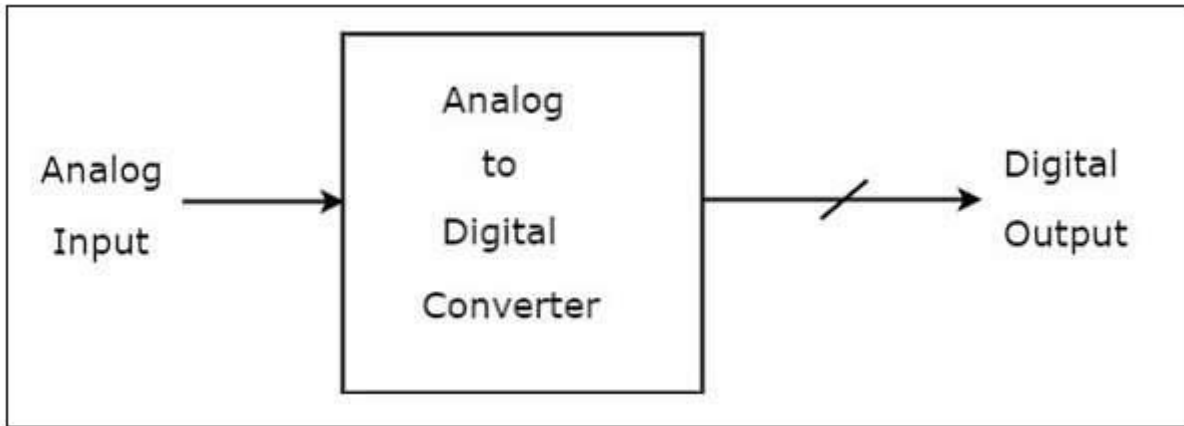 Analog
Input
Analog
to
Digital
Converter
Digital
Output